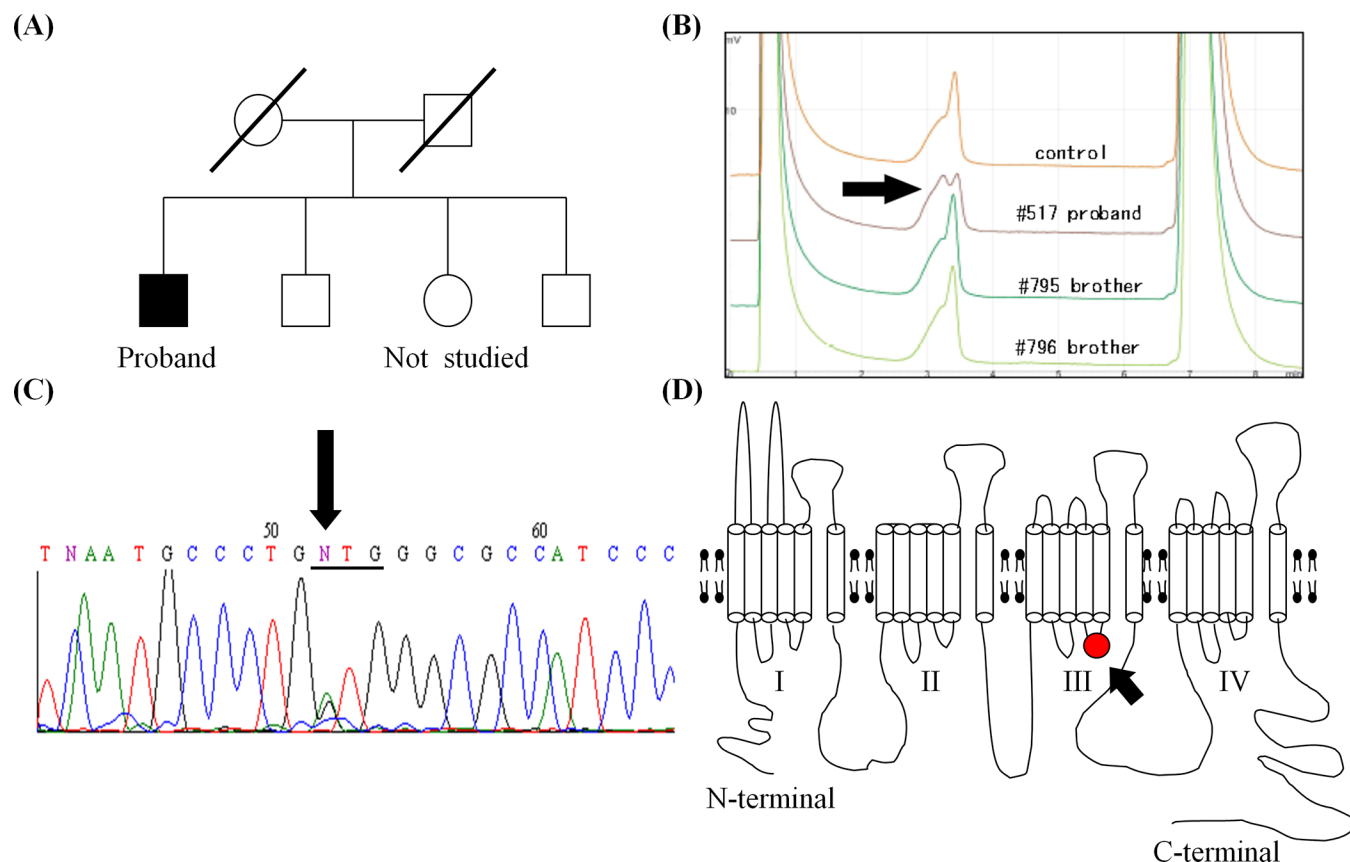 (A)
Proband
Not studied
(B)
mV
10
control
#517 proband
#795 brother
#796 brother
0 1 2 3 4 5 6 7 8 min
(C)
50 60
T N A A T G C C C T G N T G G G C G C C A T C C C
(D)
I II III IV
N-terminal
C-terminal